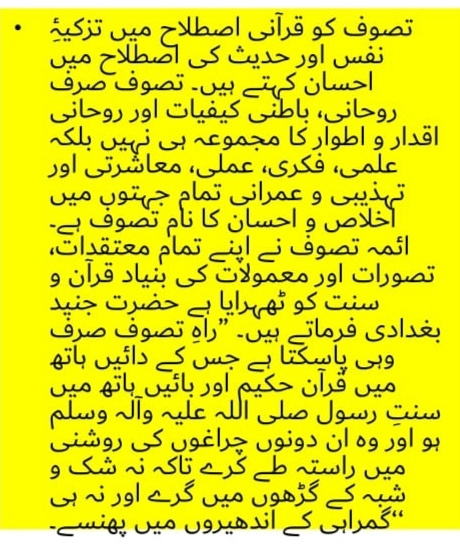 • تصوف کو قرآنی اصطلاح میں تزکیۂ
نفس اور حدیث کی اصطلاح میں
احسان کہتے ہیں۔ تصوف صرف
روحانی، باطنی کیفیات اور روحانی
اقدار و اطوار کا مجموعہ ہی نہیں بلکہ
علمی، فکری، عملی، معاشرتی اور
تہذیبی و عمرانی تمام جہتوں میں
اخلاص و احسان کا نام تصوف ہے۔
ائمہ تصوف نے اپنے تمام معتقدات،
تصورات اور معمولات کی بنیاد قرآن و
سنت کو ٹھہرایا ہے حضرت جنید
بغدادی فرماتے ہیں۔ ”راہِ تصوف صرف
وہی پاسکتا ہے جس کے دائیں ہاتھ
میں قرآن حکیم اور بائیں ہاتھ میں
سنتِ رسول صلی اللہ علیہ وآلہ وسلم
ہو اور وہ ان دونوں چراغوں کی روشنی
میں راستہ طے کرے تاکہ نہ شک و
شبہ کے گڑھوں میں گرے اور نہ ہی
‘‘گمراہی کے اندھیروں میں پھنسے۔